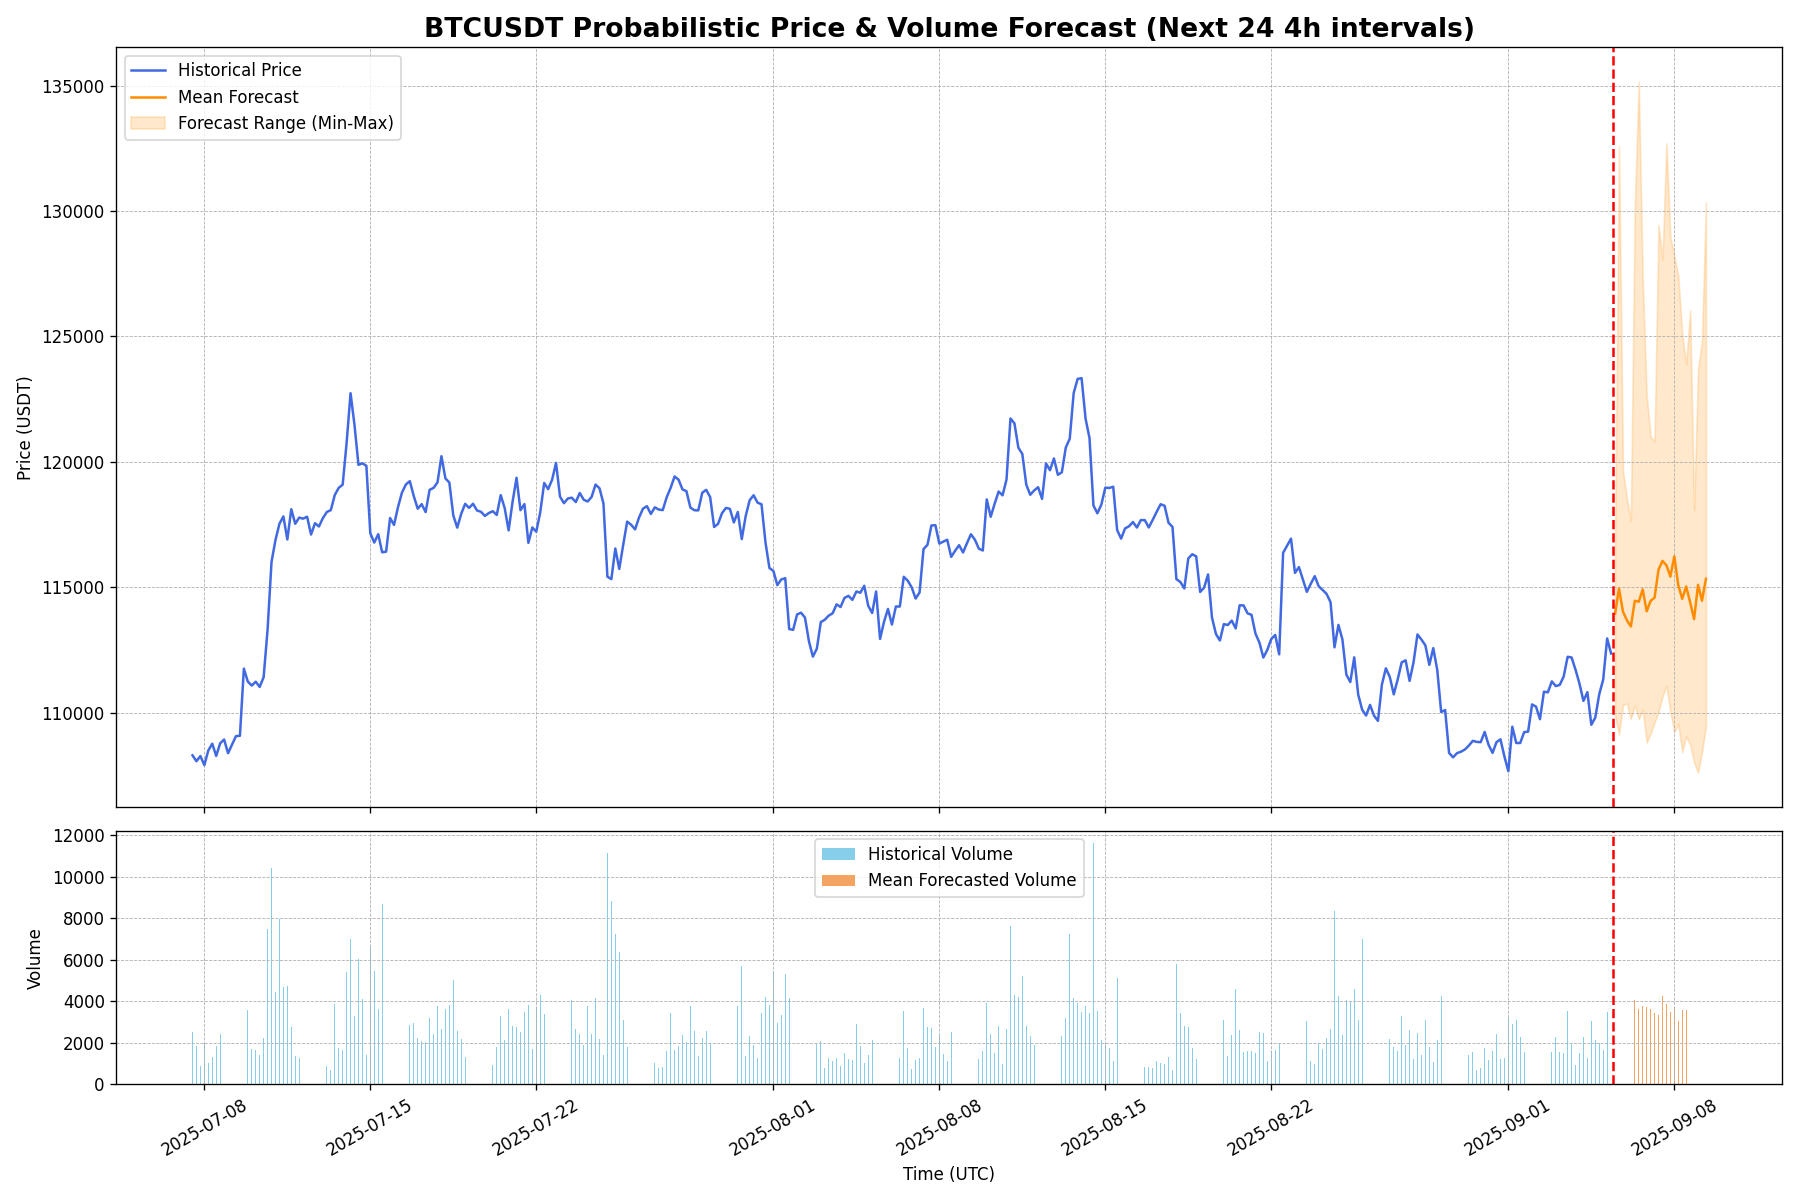 BTCUSDT Probabilistic Price & Volume Forecast (Next 24 4h intervals)
Historical Price
Mean Forecast
Forecast Range (Min-Max)
135000
130000
125000
120000
115000
110000
Price (USDT)
Historical Volume
Mean Forecasted Volume
12000
10000
8000
6000
4000
2000
0
Volume
2025-07-08
2025-07-15
2025-07-22
2025-08-01
2025-08-08
2025-08-15
2025-08-22
2025-09-01
2025-09-08
Time (UTC)